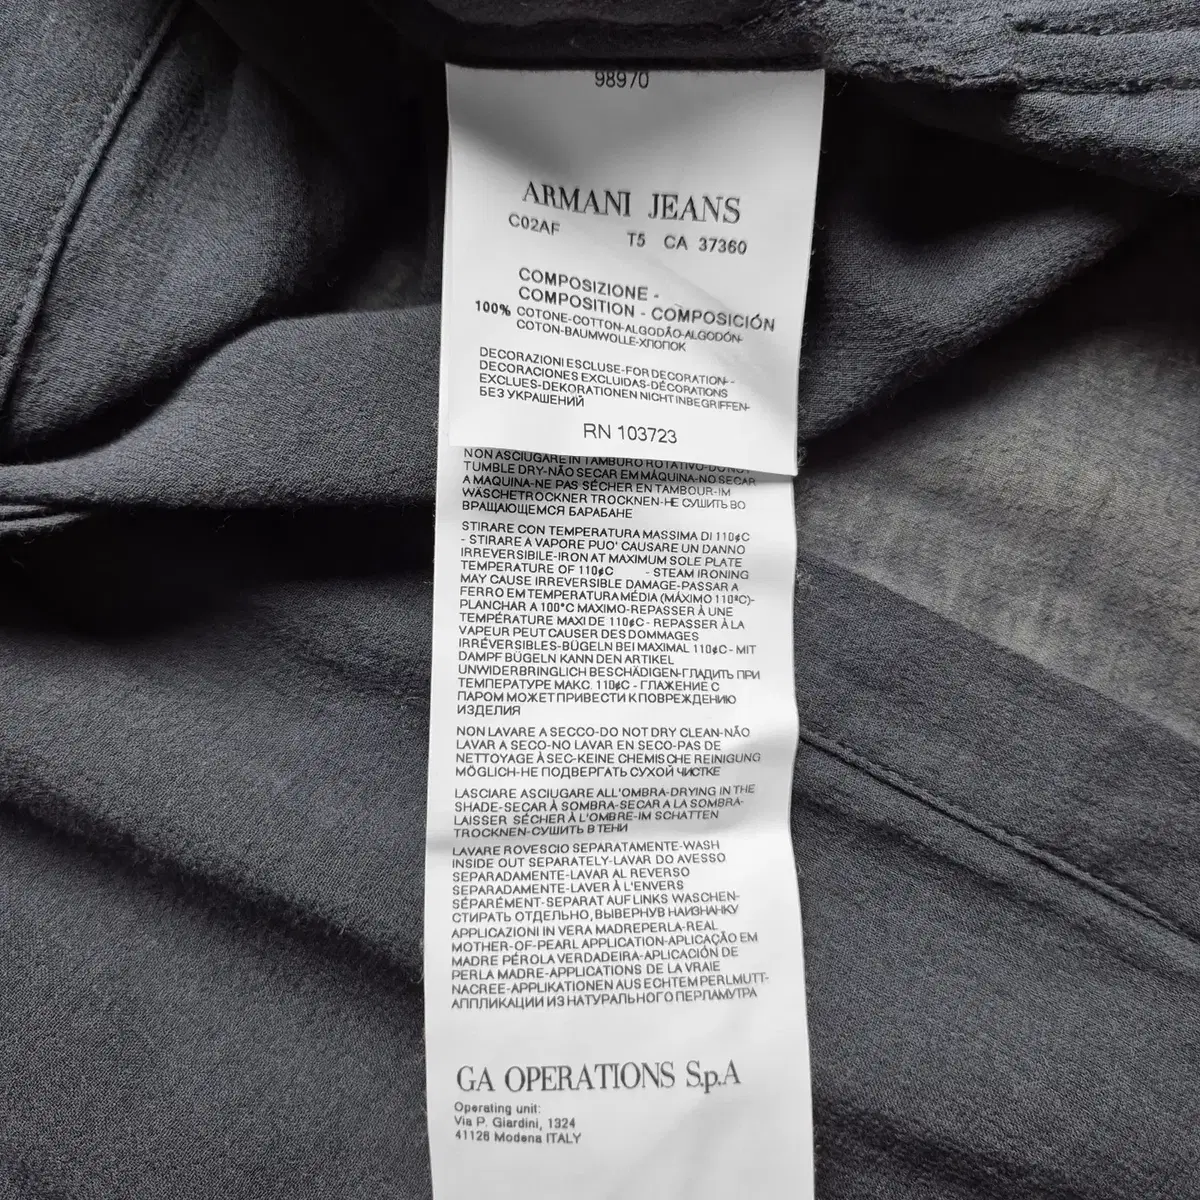 98970
ARMANI JEANS
C02AF T5 CA 37360
COMPOSIZIONE -
COMPOSITION - COMPOSICIÓN
100% COTONE-COTTON-ALGODÃO-ALGODÓN-
COTON-BAUMWOLLE-ХЛОПОК
DECORAZIONI ESCLUSE-FOR DECORATION-
DECORACIONES EXCLUIDAS-DÉCORATIONS
EXCLUES-DEKORATIONEN NICHT INBEGRIFFEN-
БЕЗ УКРАШЕНИЙ
RN 103723
NON ASCIUGARE IN TAMBURO ROTATIVO-DO NOT
TUMBLE DRY-NÃO SECAR EM MÁQUINA-NO SECAR
A MAQUINA-NE PAS SÉCHER EN TAMBOUR-IM
WÄSCHETROCKNER TROCKNEN-НЕ СУШИТЬ ВО
ВРАЩАЮЩЕМСЯ БАРАБАНЕ
STIRARE CON TEMPERATURA MASSIMA DI 110¢C
- STIRARE A VAPORE PUO' CAUSARE UN DANNO
IRREVERSIBILE-IRON AT MAXIMUM SOLE PLATE
TEMPERATURE OF 110¢C - STEAM IRONING
MAY CAUSE IRREVERSIBLE DAMAGE-PASSAR A
FERRO EM TEMPERATURA MÉDIA (MÁXIMO 110ºC)-
PLANCHAR A 100°C MAXIMO-REPASSER À UNE
TEMPÉRATURE MAXI DE 110¢C - REPASSER À LA
VAPEUR PEUT CAUSER DES DOMMAGES
IRRÉVERSIBLES-BÜGELN BEI MAXIMAL 110¢C - MIT
DAMPF BÜGELN KANN DEN ARTIKEL
UNWIDERBRINGLICH BESCHÄDIGEN-ГЛАДИТЬ ПРИ
ТЕМПЕРАТУРЕ МАКС. 110¢C - ГЛАЖЕНИЕ С
ПАРОМ МОЖЕТ ПРИВЕСТИ К ПОВРЕЖДЕНИЮ
ИЗДЕЛИЯ
NON LAVARE A SECCO-DO NOT DRY CLEAN-NÃO
LAVAR A SECO-NO LAVAR EN SECO-PAS DE
NETTOYAGE À SEC-KEINE CHEMISCHE REINIGUNG
MÖGLICH-НЕ ПОДВЕРГАТЬ СУХОЙ ЧИСТКЕ
LASCIARE ASCIUGARE ALL'OMBRA-DRYING IN THE
SHADE-SECAR À SOMBRA-SECAR A LA SOMBRA-
LAISSER SÉCHER À L'OMBRE-IM SCHATTEN
TROCKNEN-СУШИТЬ В ТЕНИ
LAVARE ROVESCIO SEPARATAMENTE-WASH
INSIDE OUT SEPARATELY-LAVAR DO AVESSO
SEPARADAMENTE-LAVAR AL REVERSO
SEPARADAMENTE-LAVER À L'ENVERS
SÉPARÉMENT-SEPARAT AUF LINKS WASCHEN-
СТИРАТЬ ОТДЕЛЬНО, ВЫВЕРНУВ НАИЗНАНКУ
APPLICAZIONI IN VERA MADREPERLA-REAL
MOTHER-OF-PEARL APPLICATION-APLICAÇÃO EM
MADRE PÉROLA VERDADEIRA-APLICACIÓN DE
PERLA MADRE-APPLICATIONS DE LA VRAIE
NACREE-APPLIKATIONEN AUS ECHTEM PERLMUTT-
АППЛИКАЦИИ ИЗ НАТУРАЛЬНОГО ПЕРЛАМУТРА
GA OPERATIONS S.p.A
Operating unit:
Via P. Giardini, 1324
41126 Modena ITALY